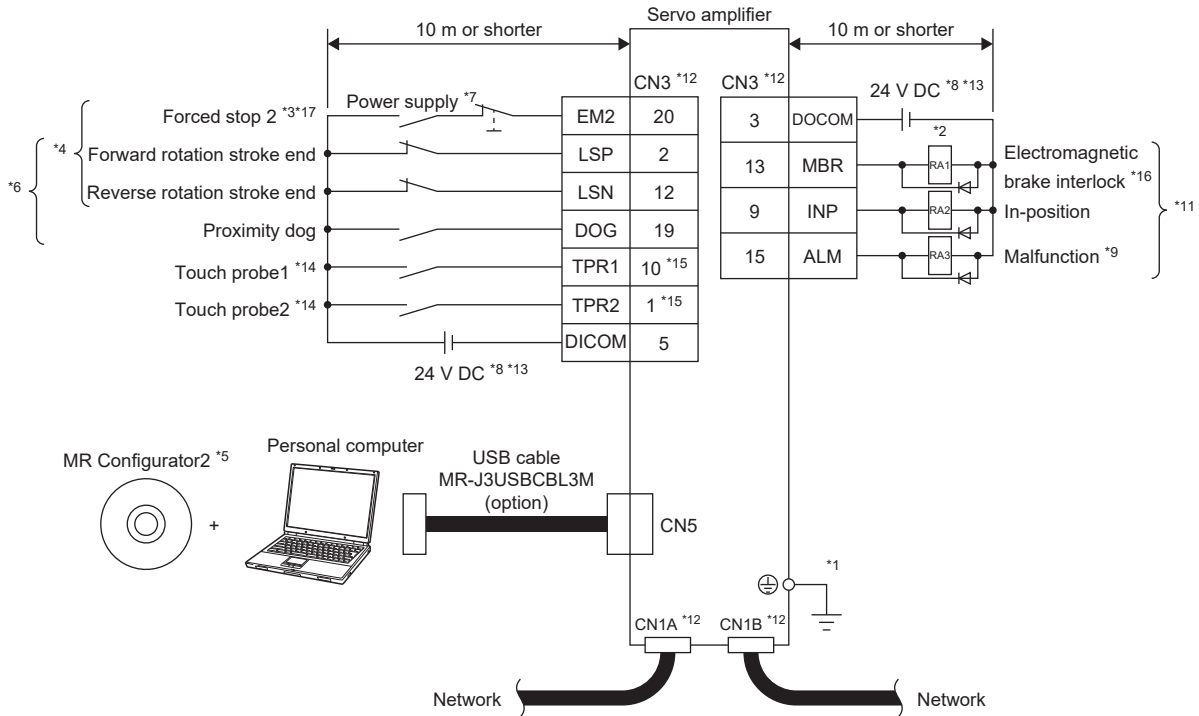 Servo amplifier
10 m or shorter
10 m or shorter
CN3 *12
CN3 *12
24 V DC *8 *13
Forced stop 2 *3*17
Power supply *7
EM2
20
*4
Forward rotation stroke end
LSP
2
*6
Reverse rotation stroke end
LSN
12
Proximity dog
DOG
19
Touch probe1 *14
TPR1
10 *15
Touch probe2 *14
TPR2
1 *15
DICOM
5
24 V DC *8 *13
3
DOCOM
*2
13
MBR
RA1
Electromagnetic
brake interlock *16
9
INP
RA2
In-position
*11
15
ALM
RA3
Malfunction *9
MR Configurator2 *5
+
Personal computer
USB cable
MR-J3USBCBL3M
(option)
CN5
*1
CN1A *12
CN1B *12
Network
Network